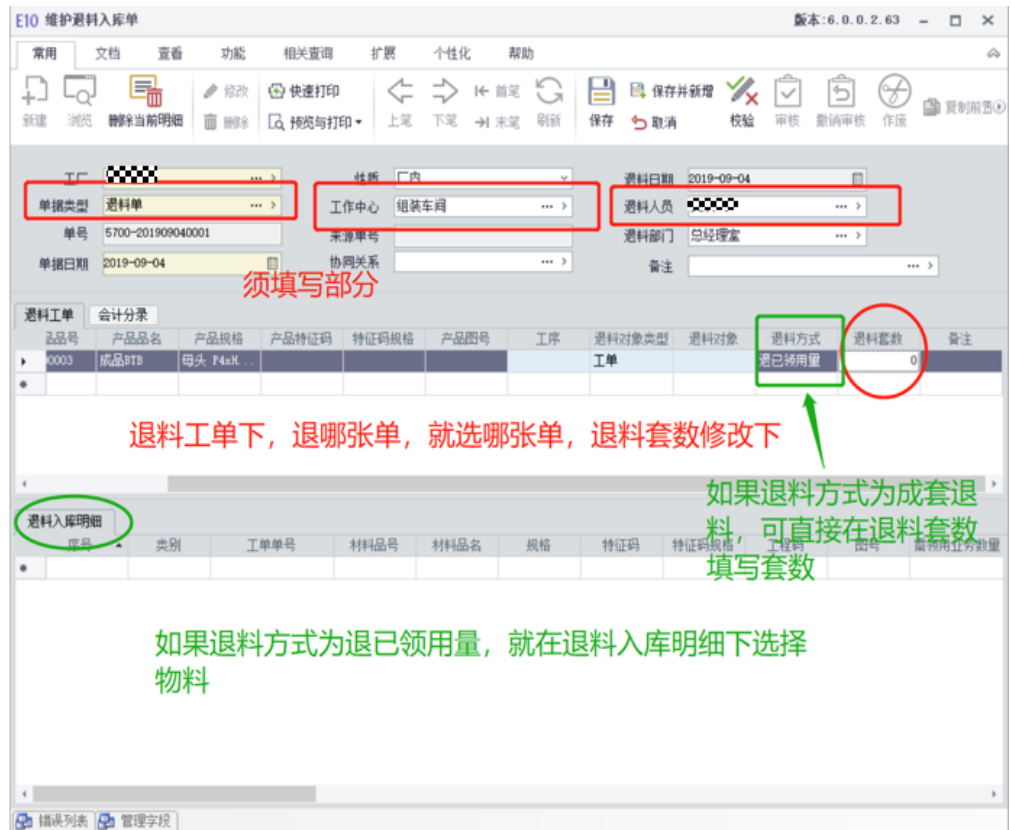 E10 维护退料入库单 版本:6.0.0.2.63
常用 文档 查看 功能 相关查询 扩展 个性化 帮助
新建 浏览 删除当前明细 修改 删除 快速打印 预览与打印 上笔 下笔 首笔 末笔 刷新 保存 保存并新增 取消 校验 审核 撤销审核 作废 复制前置
工厂 性质 厂内 退料日期 2019-09-04
单据类型 退料单 工作中心 组装车间 退料人员
单号 5700-201909040001 来源单号 退料部门 总经理室
单据日期 2019-09-04 协同关系 备注
须填写部分
退料工单 会计分录
品号 产品品名 产品规格 产品特征码 特征码规格 产品图号 工序 退料对象类型 退料对象 退料方式 退料套数 备注
0003 成品BTB 母头 P4xH... 工单 退已领用量 0
退料工单下，退哪张单，就选哪张单，退料套数修改下
如果退料方式为成套退
料，可直接在退料套数
填写套数
退料入库明细
序号 类别 工单单号 材料品号 材料品名 规格 特征码 特征码规格 工程码 图号 需领用业务数量
如果退料方式为退已领用量，就在退料入库明细下选择
物料
错误列表 管理字段